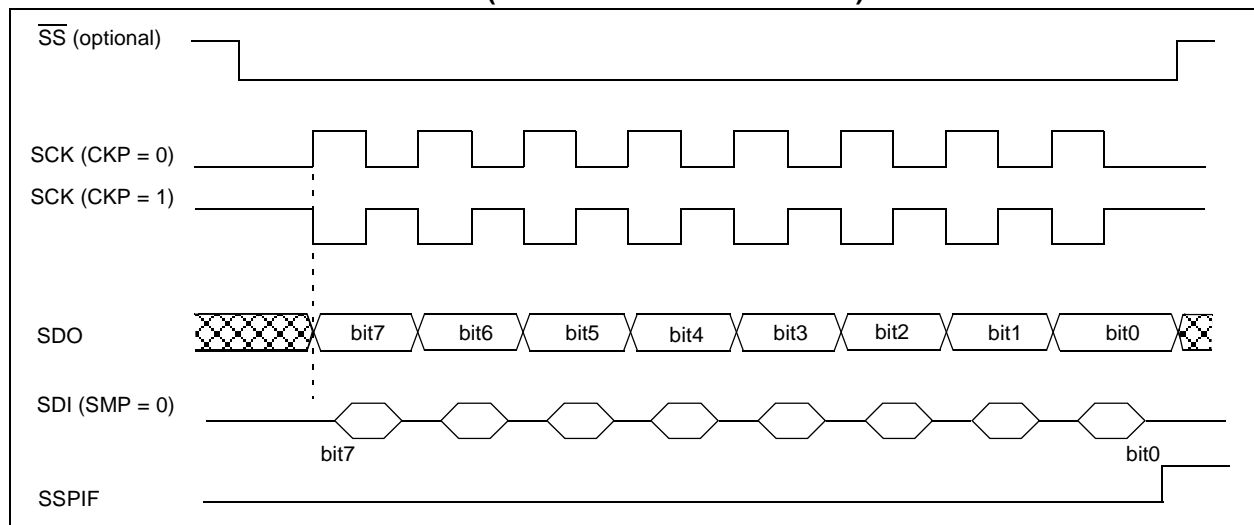 S̅S̅ (optional)
SCK (CKP = 0)
SCK (CKP = 1)
SDO
bit7 bit6 bit5 bit4 bit3 bit2 bit1 bit0
SDI (SMP = 0)
bit7 bit0
SSPIF